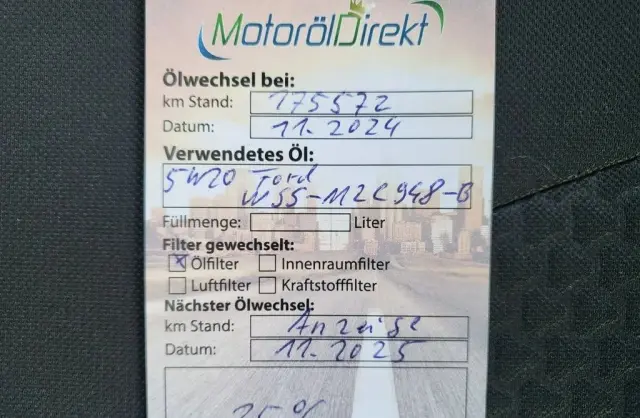 MotorölDirekt
Ölwechsel bei:
km Stand: 175572
Datum: 11.2024
Verwendetes Öl:
5W20 Ford
WSS-M2C948-B
Füllmenge: Liter
Filter gewechselt:
Ölfilter Innenraumfilter
Luftfilter Kraftstofffilter
Nächster Ölwechsel:
km Stand: Anzeige
Datum: 11.2025